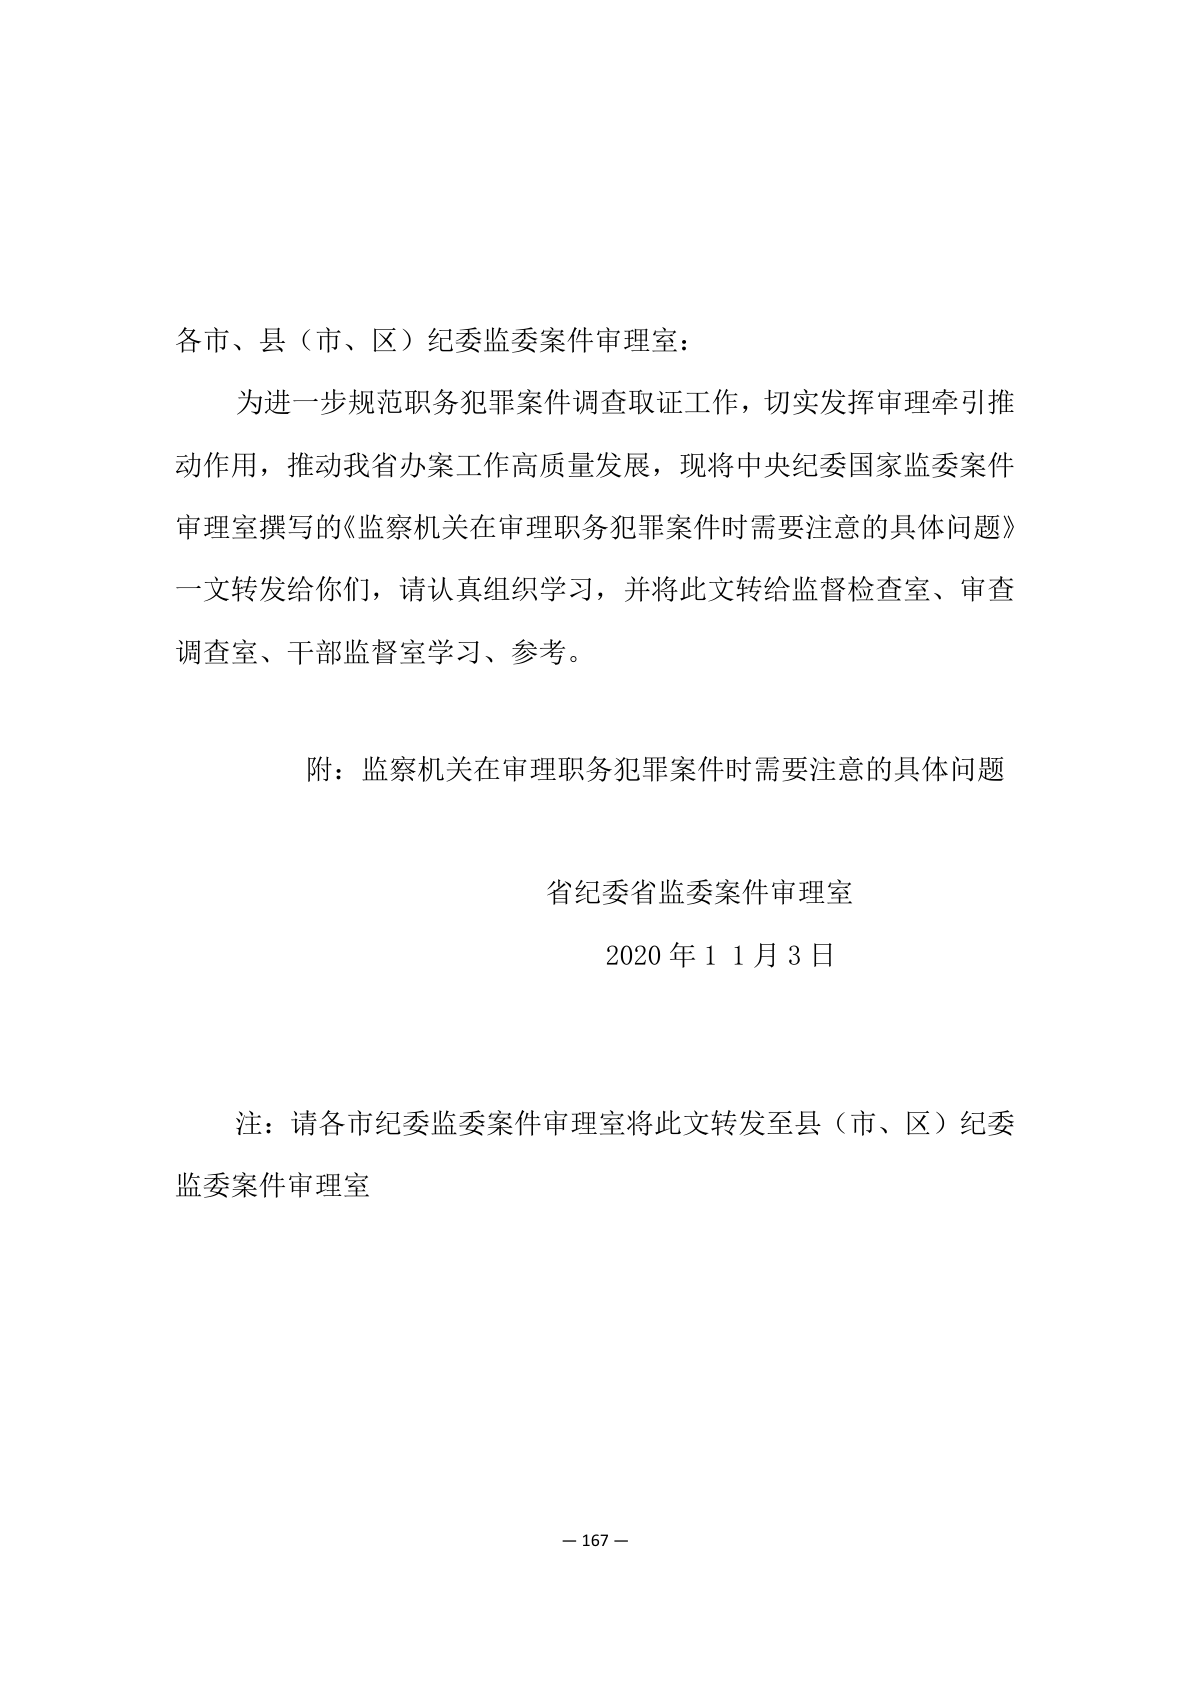 各市、县（市、区）纪委监委案件审理室：
为进一步规范职务犯罪案件调查取证工作，切实发挥审理牵引推
动作用，推动我省办案工作高质量发展，现将中央纪委国家监委案件
审理室撰写的《监察机关在审理职务犯罪案件时需要注意的具体问题》
一文转发给你们，请认真组织学习，并将此文转给监督检查室、审查
调查室、干部监督室学习、参考。
附：监察机关在审理职务犯罪案件时需要注意的具体问题
省纪委省监委案件审理室
2020 年１１月３日
注：请各市纪委监委案件审理室将此文转发至县（市、区）纪委
监委案件审理室
— 167 —